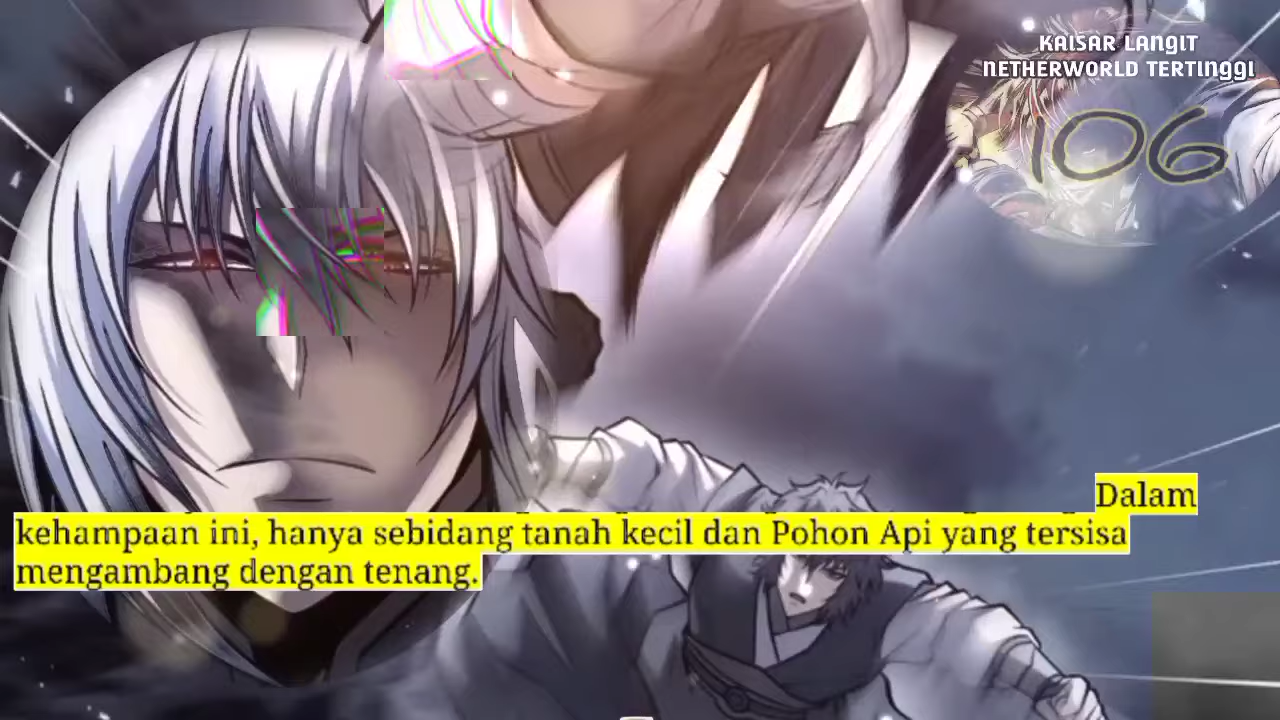 KAISAR LANGIT
NETHERWORLD TERTINGGI
106
Dalam
kehampaan ini, hanya sebidang tanah kecil dan Pohon Api yang tersisa
mengambang dengan tenang.